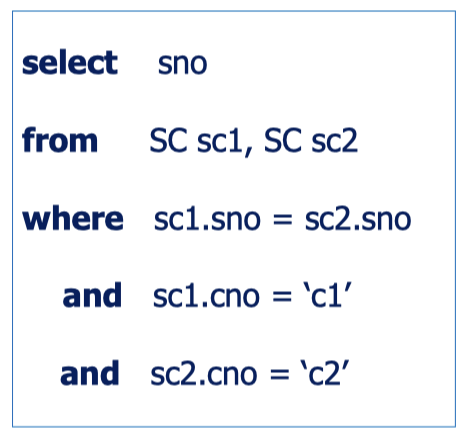 select sno
from SC sc1, SC sc2
where sc1.sno = sc2.sno
and sc1.cno = ‘c1’
and sc2.cno = ‘c2’